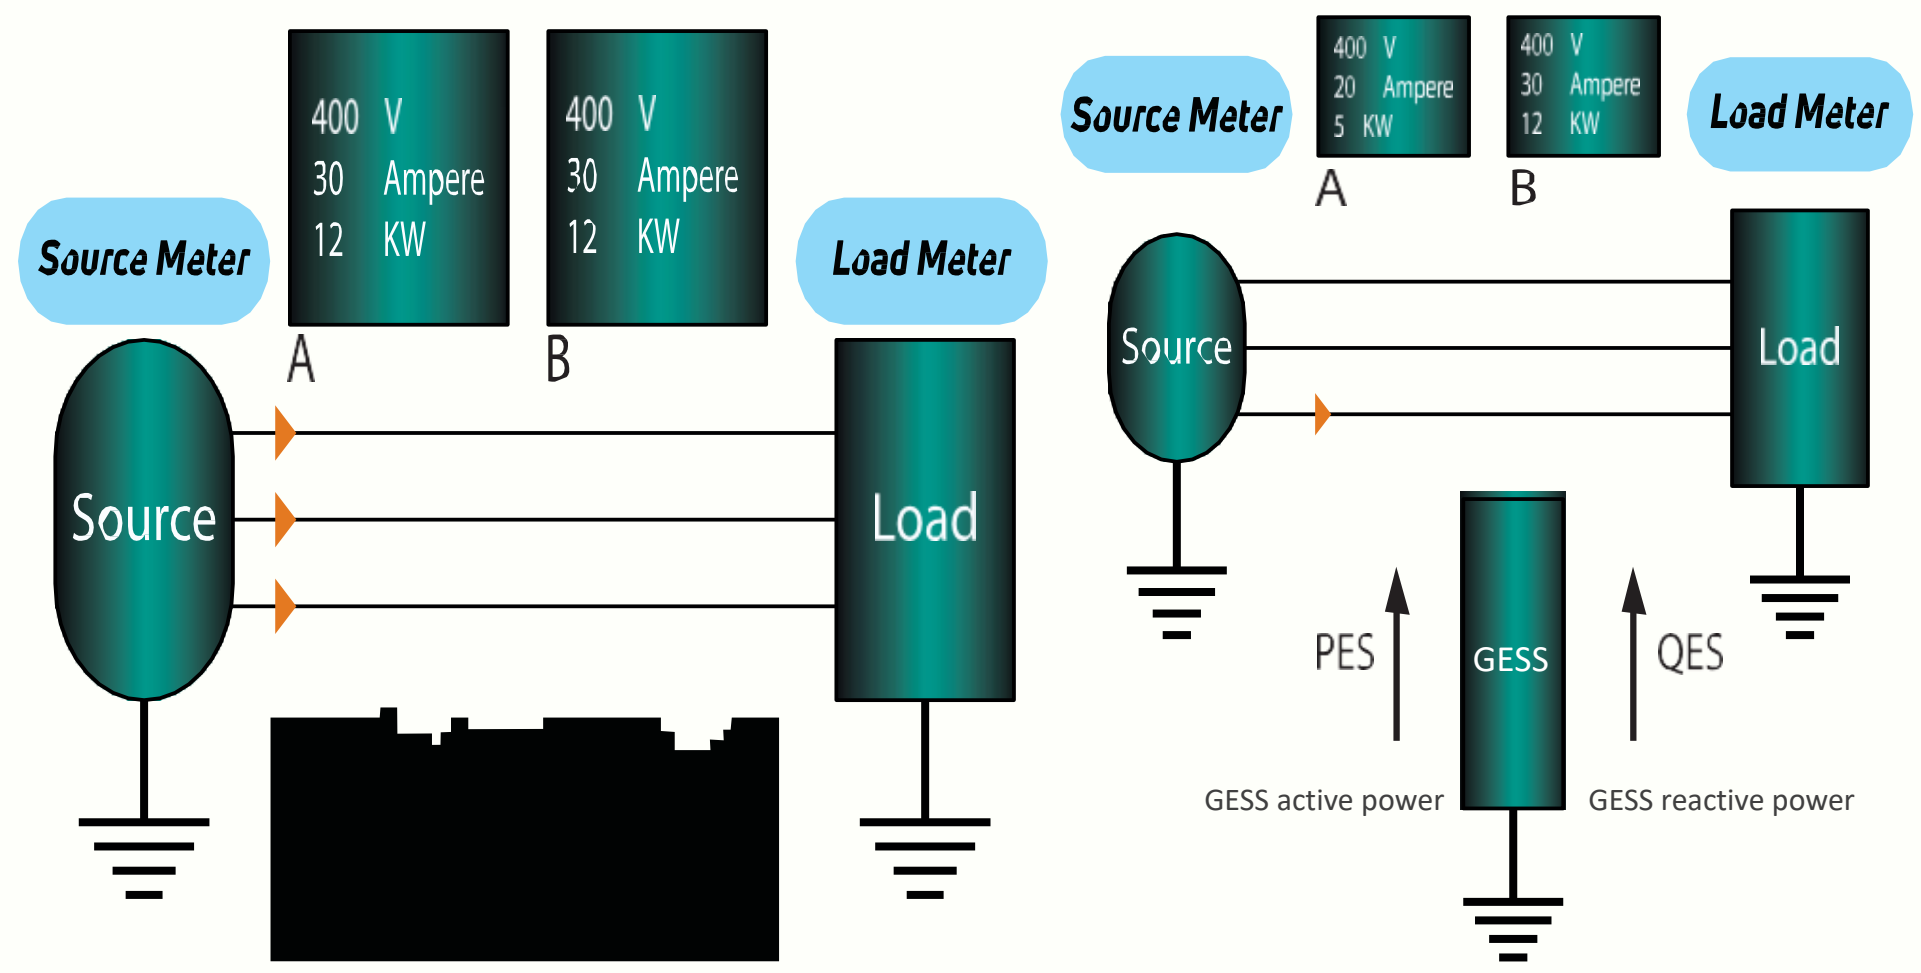 400 V
30 Ampere
12 KW
A
400 V
30 Ampere
12 KW
B
Source Meter
Load Meter
Source
Load
Source Meter
400 V
20 Ampere
5 KW
A
400 V
30 Ampere
12 KW
B
Load Meter
Source
Load
PES
GESS
QES
GESS active power
GESS reactive power